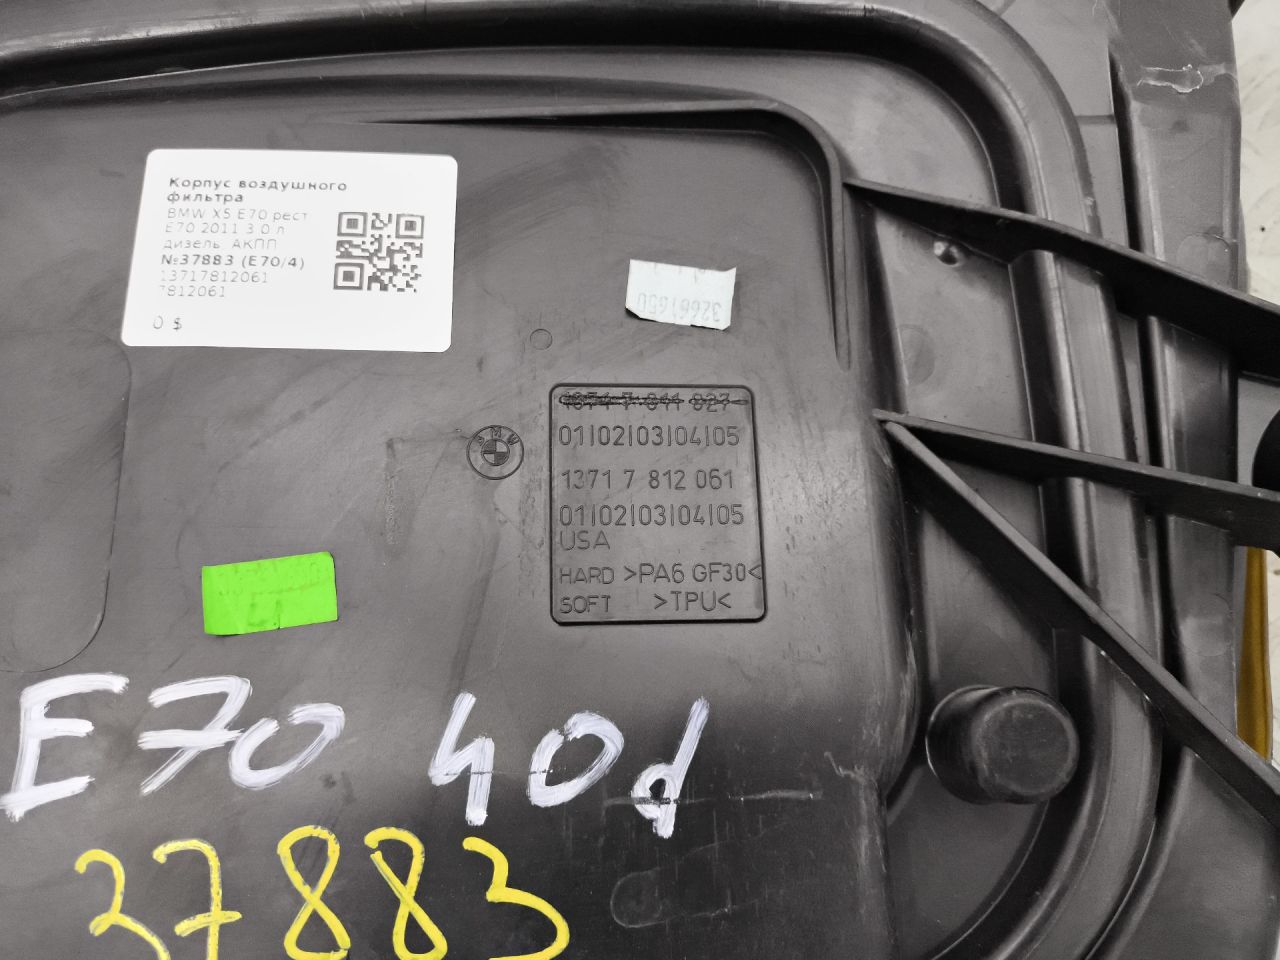 Корпус воздушного
фильтра
BMW X5 E70 рест
E70 2011 3.0 л
дизель АКПП
№37883 (E70/4)
13717812061
7812061
0 $
32661650
BMW
01|02|03|04|05
1371 7 812 061
01|02|03|04|05
USA
HARD >PA6 GF30<
SOFT >TPU<
E70 40d
37883